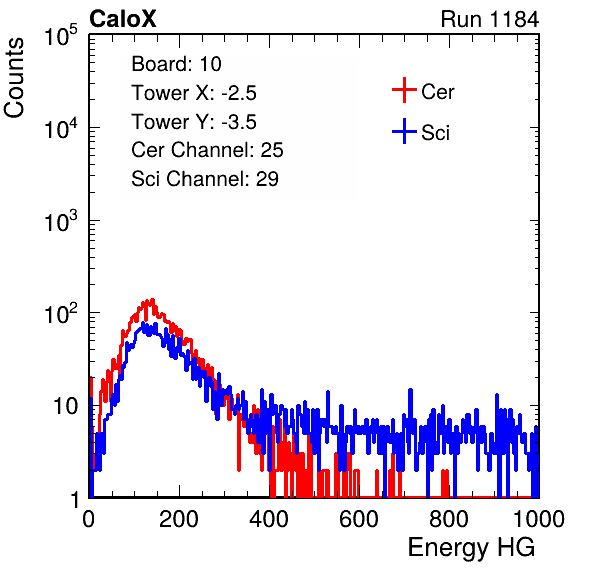 CaloX Run 1184
Counts
Board: 10
Tower X: -2.5
Tower Y: -3.5
Cer Channel: 25
Sci Channel: 29
Cer
Sci
10^5
10^4
10^3
10^2
10
1
0 200 400 600 800 1000
Energy HG